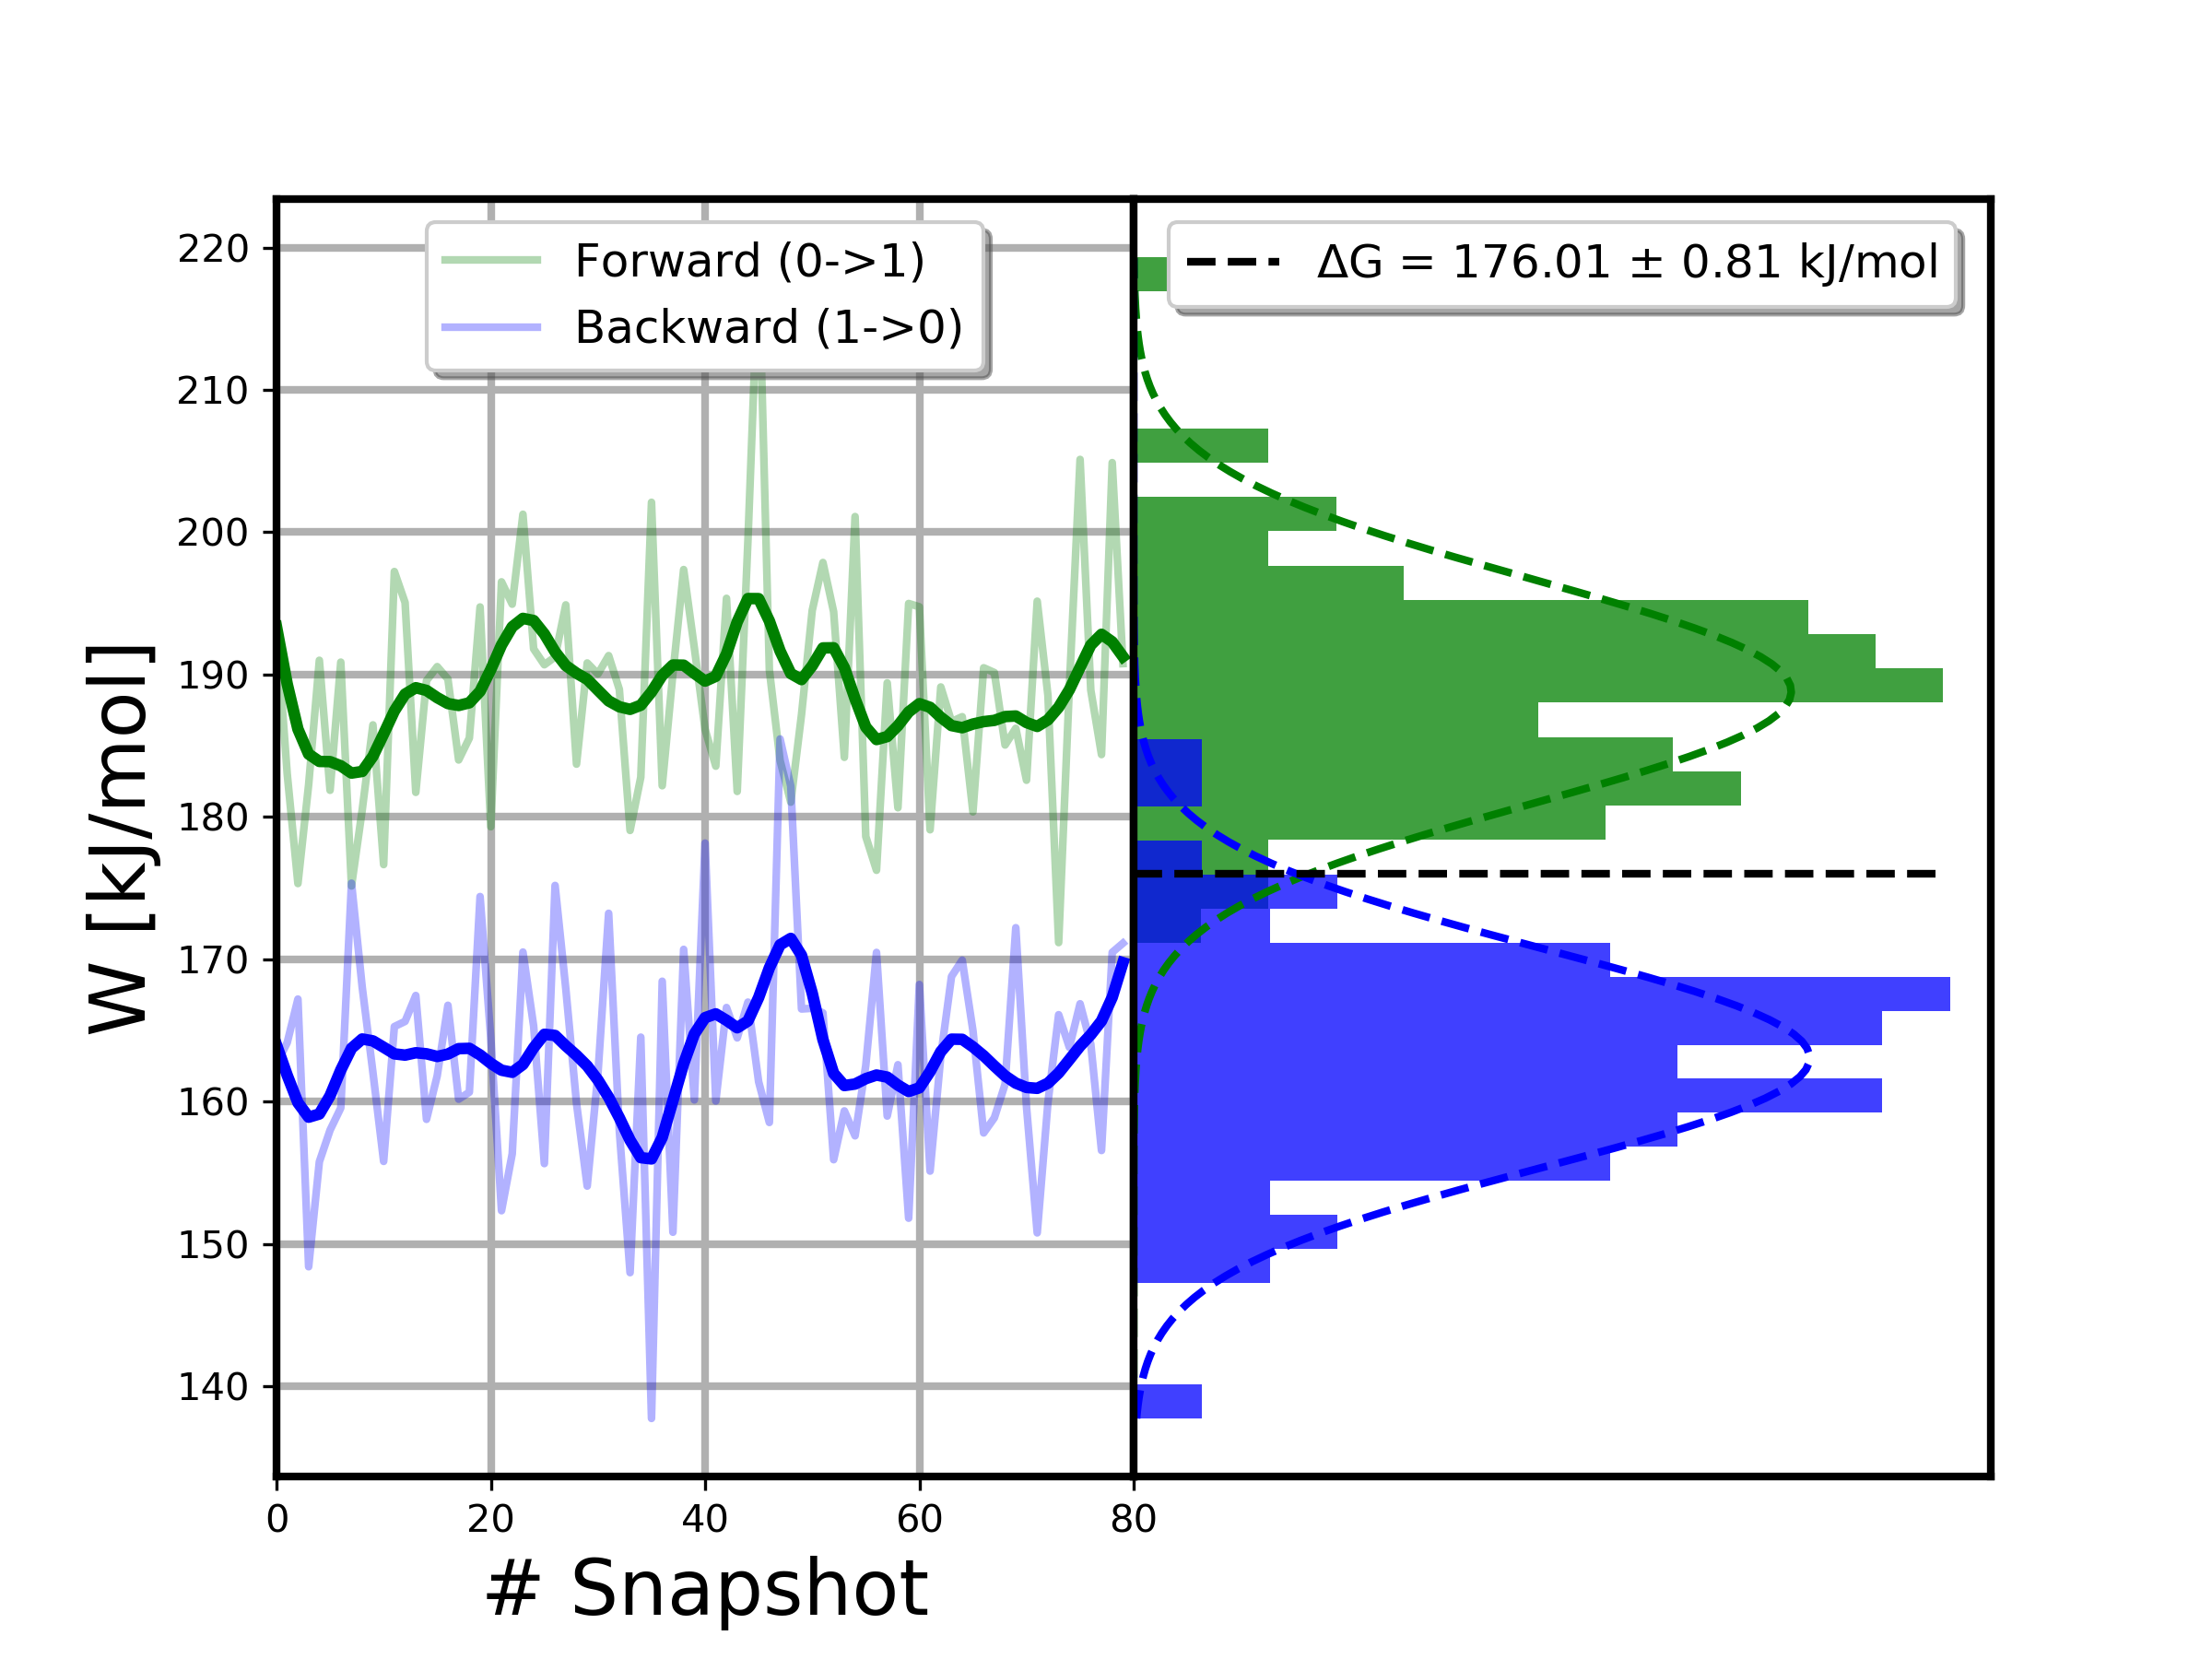 Forward (0->1)
Backward (1->0)
ΔG = 176.01 ± 0.81 kJ/mol
220
210
200
190
180
170
160
150
140
W [kJ/mol]
0 20 40 60 80
# Snapshot